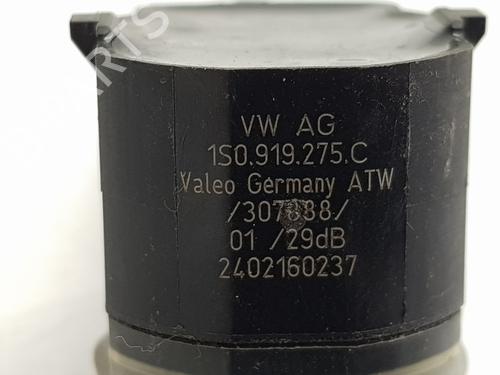 VW AG
1S0.919.275.C
Valeo Germany ATW
01 /29dB
2402160237